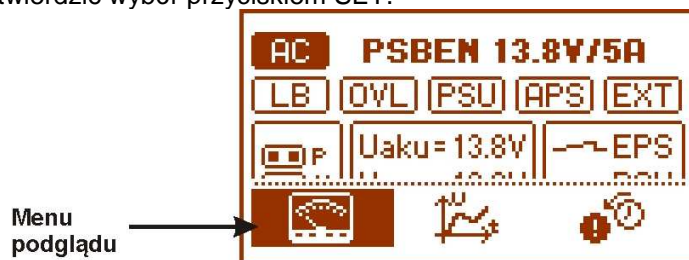 AC PSBEN 13.8V/5A
LB OVL PSU APS EXT
P Uaku=13.8V EPS
U t
Menu
podglądu